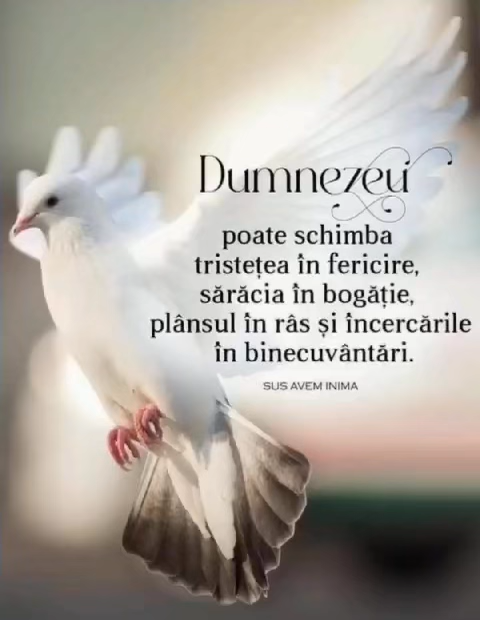 Dumnezeu
poate schimba
tristețea în fericire,
sărăcia în bogăție,
plânsul în râs și încercările
în binecuvântări.
SUS AVEM INIMA